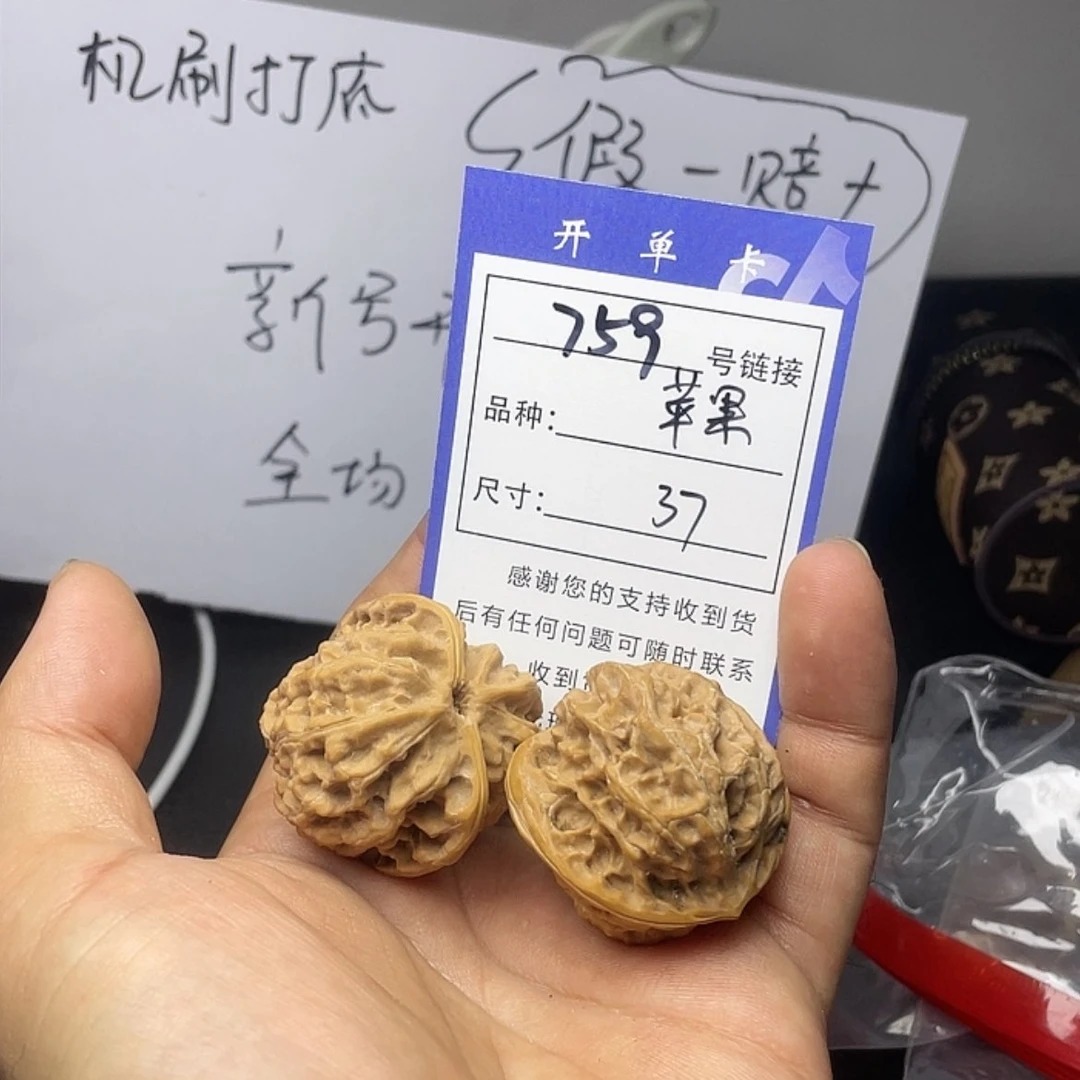 机刷打底
假一赔十
新号开
全场
开单卡
759 号链接
品种: 苹果
尺寸: 37
感谢您的支持收到货
后有任何问题可随时联系
收到